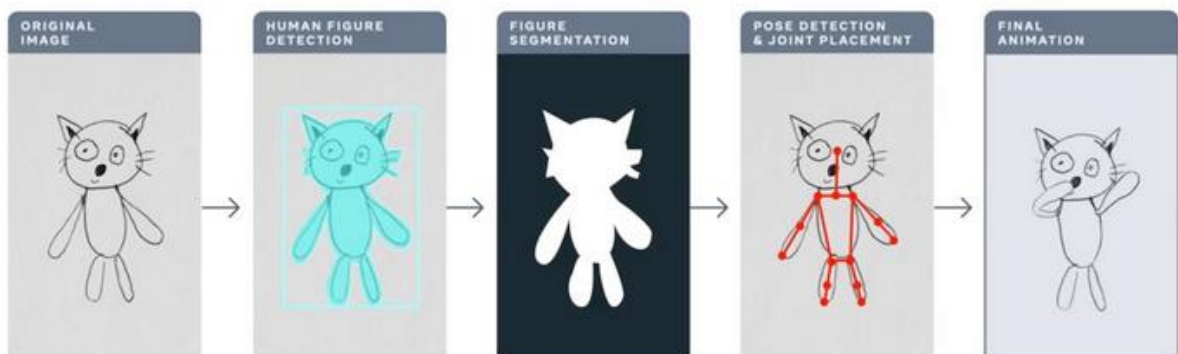 ORIGINAL
IMAGE
HUMAN FIGURE
DETECTION
FIGURE
SEGMENTATION
POSE DETECTION
& JOINT PLACEMENT
FINAL
ANIMATION